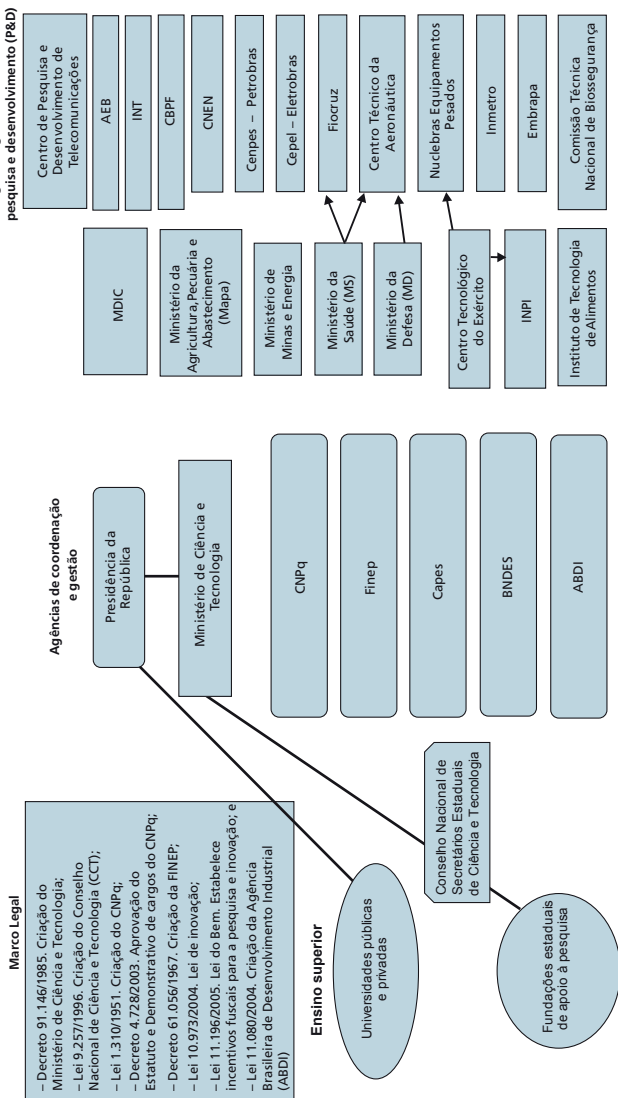 Marco Legal
– Decreto 91.146/1985. Criação do
Ministério de Ciência e Tecnologia;
– Lei 9.257/1996. Criação do Conselho
Nacional de Ciência e Tecnologia (CCT);
– Lei 1.310/1951. Criação do CNPq;
– Decreto 4.728/2003. Aprovação do
Estatuto e Demonstrativo de cargos do CNPq;
– Decreto 61.056/1967. Criação da FINEP;
– Lei 10.973/2004. Lei de inovação;
– Lei 11.196/2005. Lei do Bem. Estabelece
incentivos fuscais para a pesquisa e inovação; e
– Lei 11.080/2004. Criação da Agência
Brasileira de Desenvolvimento Industrial
(ABDI)
Ensino superior
Universidades públicas
e privadas
Conselho Nacional de
Secretários Estaduais
de Ciência e Tecnologia
Fundações estaduais
de apoio à pesquisa
Agências de coordenação
e gestão
Presidência da
República
Ministério de Ciência e
Tecnologia
CNPq
Finep
Capes
BNDES
ABDI
MDIC
Ministério da
Agricultura,Pecuária e
Abastecimento
(Mapa)
Ministério de
Minas e Energia
Ministério da
Saúde (MS)
Ministério da
Defesa (MD)
Centro Tecnológico
do Exército
INPI
Instituto de Tecnologia
de Alimentos
pesquisa e desenvolvimento (P&D)
Centro de Pesquisa e
Desenvolvimento de
Telecomunicações
AEB
INT
CBPF
CNEN
Cenpes – Petrobras
Cepel – Eletrobras
Fiocruz
Centro Técnico da
Aeronáutica
Nuclebras Equipamentos
Pesados
Inmetro
Embrapa
Comissão Técnica
Nacional de Biossegurança